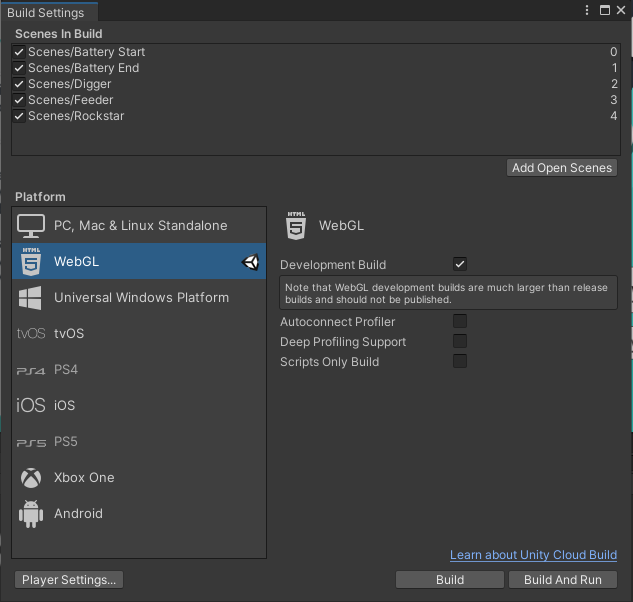 Build Settings
Scenes In Build
Scenes/Battery Start 0
Scenes/Battery End 1
Scenes/Digger 2
Scenes/Feeder 3
Scenes/Rockstar 4
Add Open Scenes
Platform
PC, Mac & Linux Standalone
HTML 5 WebGL
Universal Windows Platform
tvOS tvOS
PS4 PS4
iOS iOS
PS5 PS5
Xbox One
Android
HTML 5 WebGL
Development Build
Note that WebGL development builds are much larger than release
builds and should not be published.
Autoconnect Profiler
Deep Profiling Support
Scripts Only Build
Learn about Unity Cloud Build
Player Settings... Build Build And Run